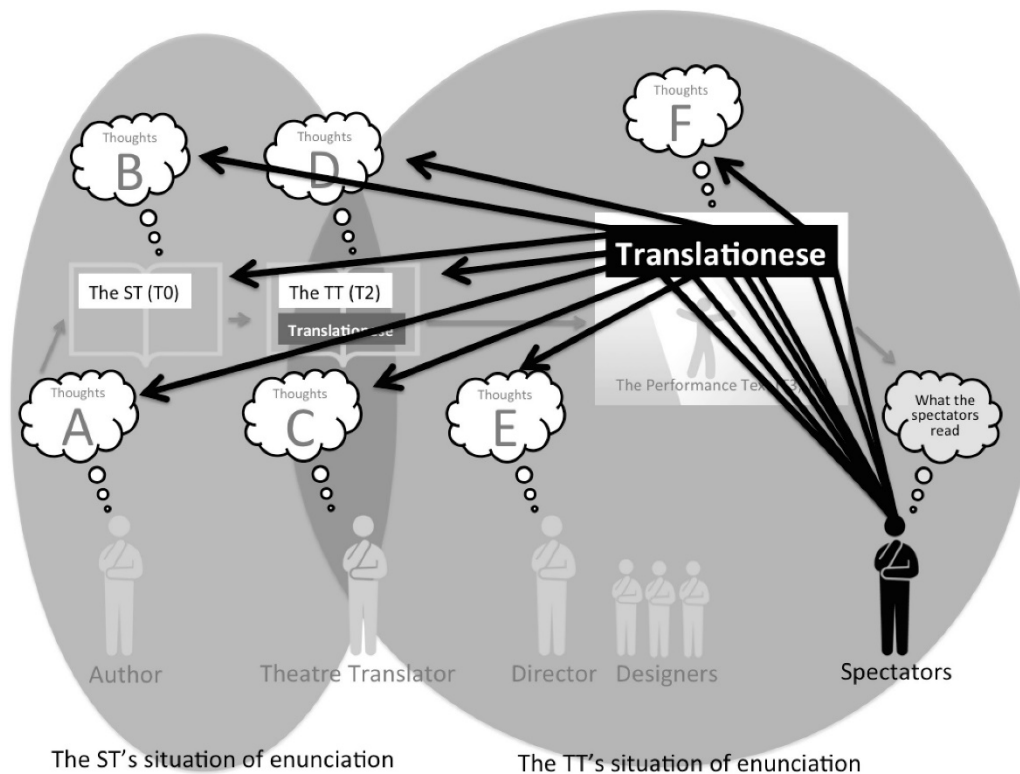 Thoughts
F
Thoughts
B
Thoughts
D
Translationese
The ST (T0)
The TT (T2)
Translationese
The Performance Text
Thoughts
A
Thoughts
C
Thoughts
E
What the
spectators
read
Author
Theatre Translator
Director
Designers
Spectators
The ST's situation of enunciation
The TT's situation of enunciation